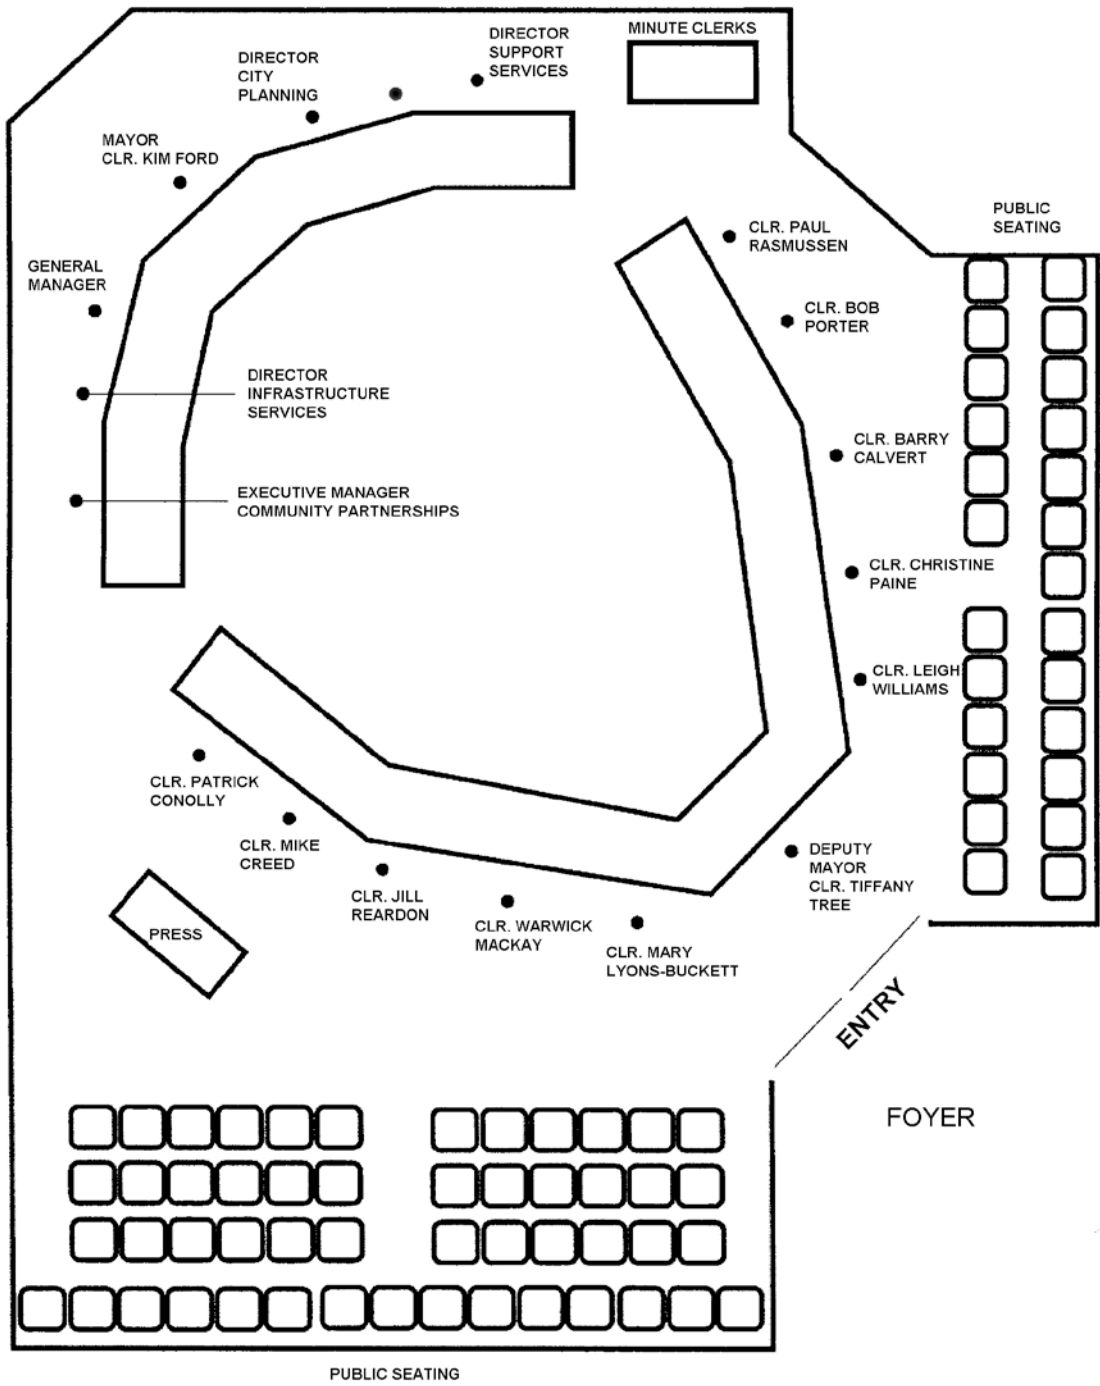 MINUTE CLERKS
DIRECTOR
SUPPORT
SERVICES
DIRECTOR
CITY
PLANNING
MAYOR
CLR. KIM FORD
GENERAL
MANAGER
DIRECTOR
INFRASTRUCTURE
SERVICES
EXECUTIVE MANAGER
COMMUNITY PARTNERSHIPS
PUBLIC
SEATING
CLR. PAUL
RASMUSSEN
CLR. BOB
PORTER
CLR. BARRY
CALVERT
CLR. CHRISTINE
PAINE
CLR. LEIGH
WILLIAMS
DEPUTY
MAYOR
CLR. TIFFANY
TREE
CLR. PATRICK
CONOLLY
CLR. MIKE
CREED
CLR. JILL
REARDON
CLR. WARWICK
MACKAY
CLR. MARY
LYONS-BUCKETT
PRESS
ENTRY
FOYER
PUBLIC SEATING